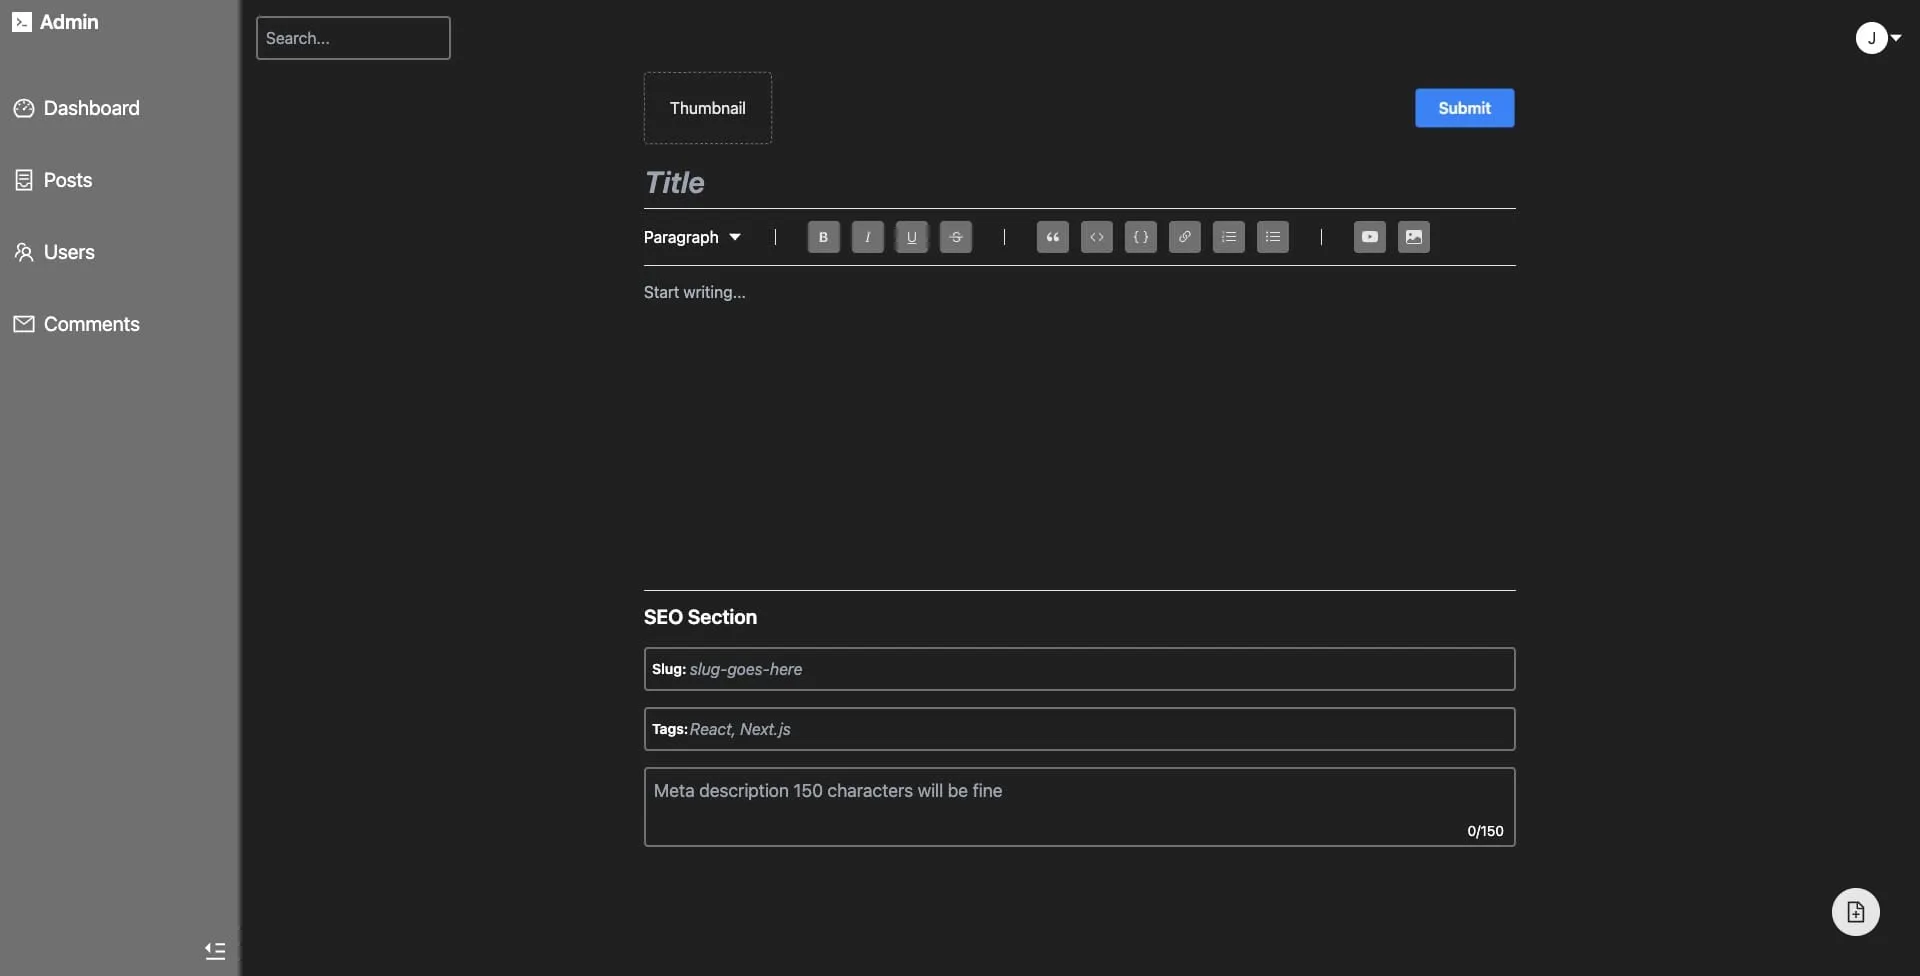 Admin
Search...
J
Dashboard
Posts
Users
Comments
Thumbnail
Submit
Title
Paragraph
B I U S
Start writing...
SEO Section
Slug: slug-goes-here
Tags: React, Next.js
Meta description 150 characters will be fine
0/150